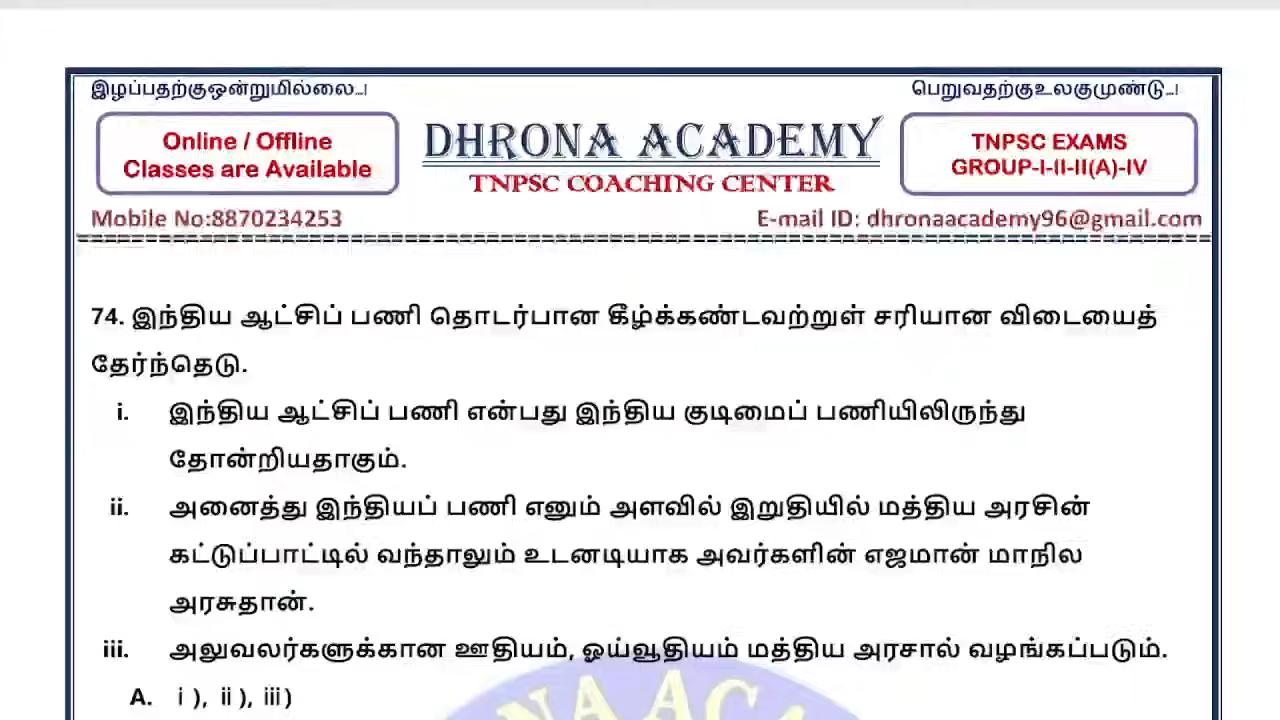 இழப்பதற்குஒன்றுமில்லை...! பெறுவதற்குஉலகுமுண்டு...!
Online / Offline
Classes are Available
DHRONA ACADEMY
TNPSC COACHING CENTER
TNPSC EXAMS
GROUP-I-II-II(A)-IV
Mobile No:8870234253 E-mail ID: dhronaacademy96@gmail.com
74. இந்திய ஆட்சிப் பணி தொடர்பான கீழ்க்கண்டவற்றுள் சரியான விடையைத்
தேர்ந்தெடு.
i. இந்திய ஆட்சிப் பணி என்பது இந்திய குடிமைப் பணியிலிருந்து
தோன்றியதாகும்.
ii. அனைத்து இந்தியப் பணி எனும் அளவில் இறுதியில் மத்திய அரசின்
கட்டுப்பாட்டில் வந்தாலும் உடனடியாக அவர்களின் எஜமான் மாநில
அரசுதான்.
iii. அலுவலர்களுக்கான ஊதியம், ஓய்வூதியம் மத்திய அரசால் வழங்கப்படும்.
A. i ), ii ), iii )